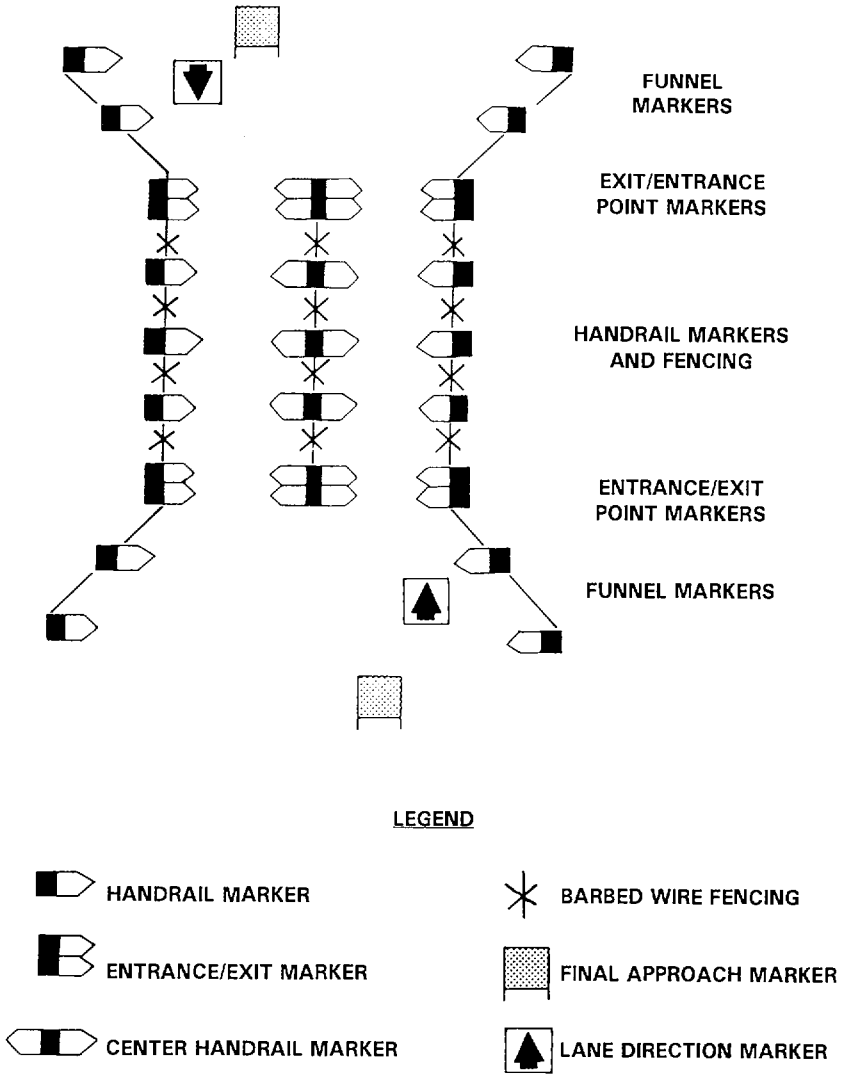 FUNNEL
MARKERS
EXIT/ENTRANCE
POINT MARKERS
HANDRAIL MARKERS
AND FENCING
ENTRANCE/EXIT
POINT MARKERS
FUNNEL MARKERS
LEGEND
HANDRAIL MARKER
BARBED WIRE FENCING
ENTRANCE/EXIT MARKER
FINAL APPROACH MARKER
CENTER HANDRAIL MARKER
LANE DIRECTION MARKER